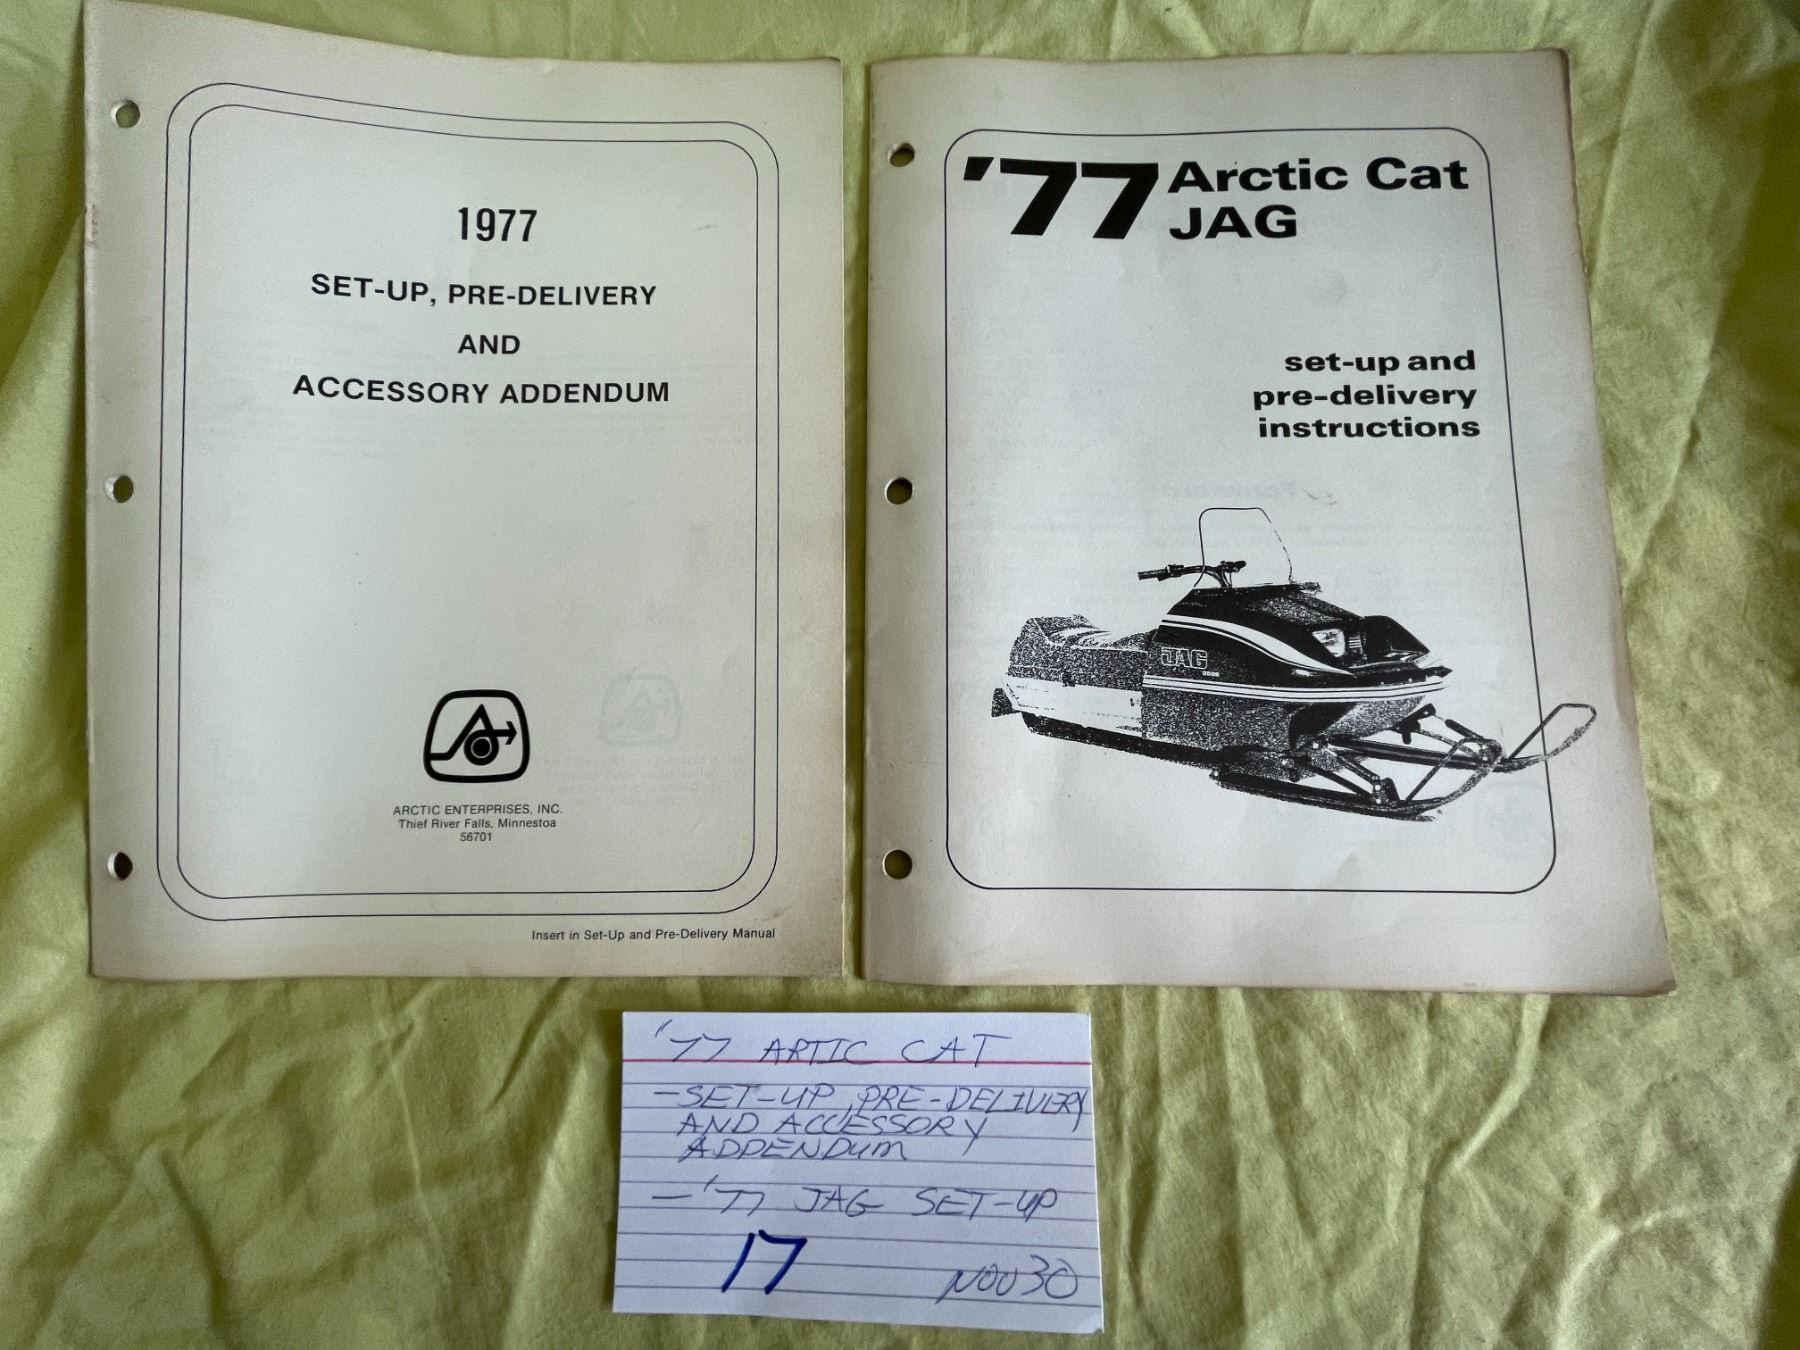 1977
SET-UP, PRE-DELIVERY
AND
ACCESSORY ADDENDUM
ARCTIC ENTERPRISES, INC.
Thief River Falls, Minnestoa
56701
Insert in Set-Up and Pre-Delivery Manual
'77 Arctic Cat
JAG
set-up and
pre-delivery
instructions
JAG
'77 ARTIC CAT
-SET-UP, PRE-DELIVERY
AND ACCESSORY
ADDENDUM
-'77 JAG SET-UP
17
NOV 30